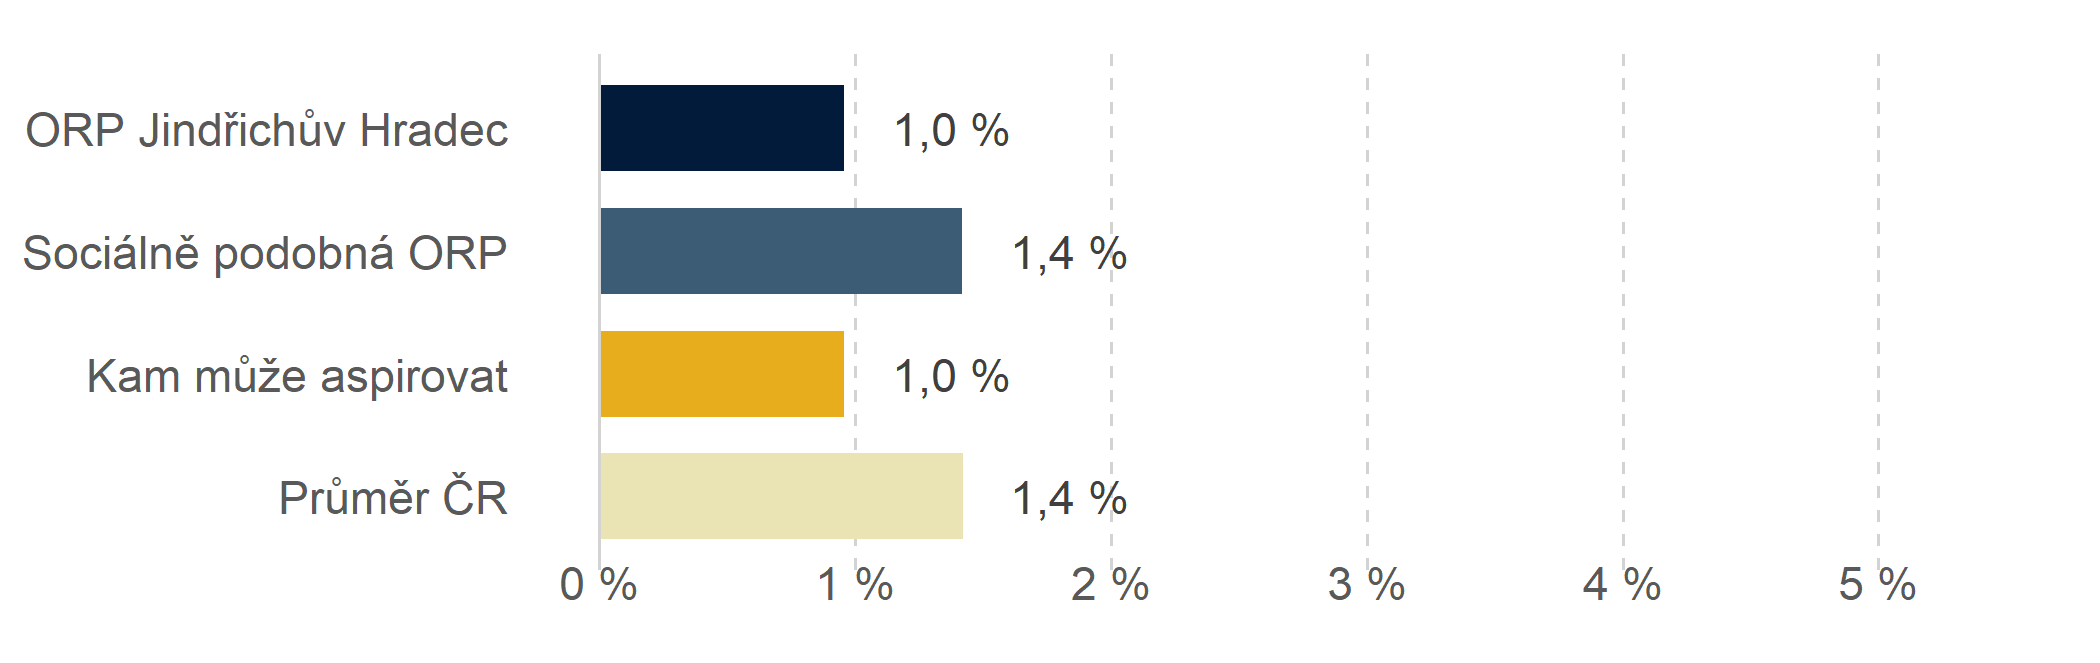 ORP Jindřichův Hradec 1,0 %
Sociálně podobná ORP 1,4 %
Kam může aspirovat 1,0 %
Průměr ČR 1,4 %
0 % 1 % 2 % 3 % 4 % 5 %